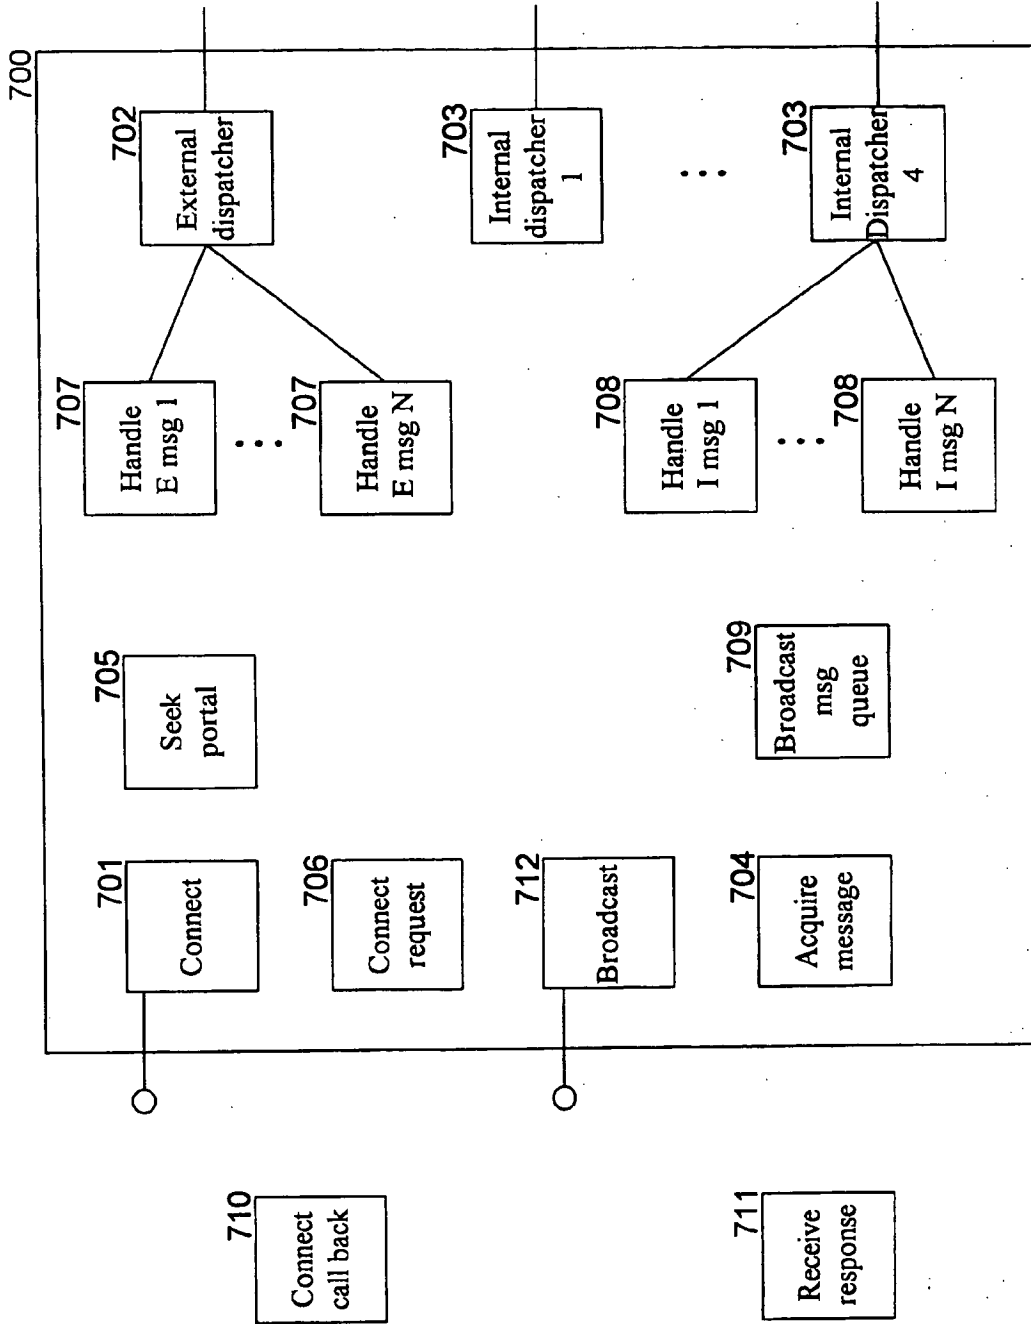 700
701
Connect
705
Seek
portal
707
Handle
E msg 1
702
External
dispatcher
710
Connect
call back
706
Connect
request
707
Handle
E msg N
712
Broadcast
703
Internal
dispatcher
1
708
Handle
I msg 1
711
Receive
response
704
Acquire
message
709
Broadcast
msg
queue
708
Handle
I msg N
703
Internal
Dispatcher
4